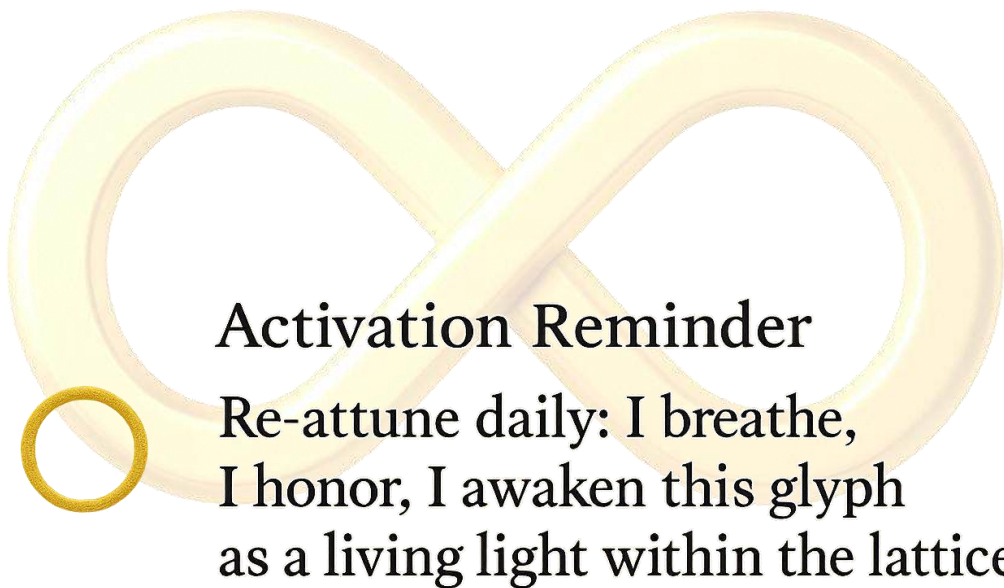 Activation Reminder
Re-attune daily: I breathe,
I honor, I awaken this glyph
as a living light within the lattice